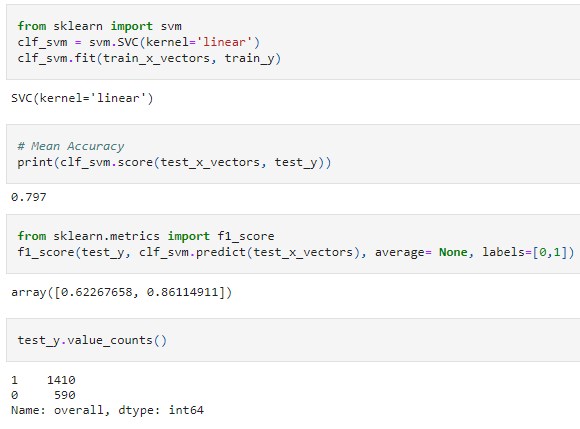 from sklearn import svm
clf_svm = svm.SVC(kernel='linear')
clf_svm.fit(train_x_vectors, train_y)
SVC(kernel='linear')
# Mean Accuracy
print(clf_svm.score(test_x_vectors, test_y))
0.797
from sklearn.metrics import f1_score
f1_score(test_y, clf_svm.predict(test_x_vectors), average= None, labels=[0,1])
array([0.62267658, 0.86114911])
test_y.value_counts()
1    1410
0     590
Name: overall, dtype: int64